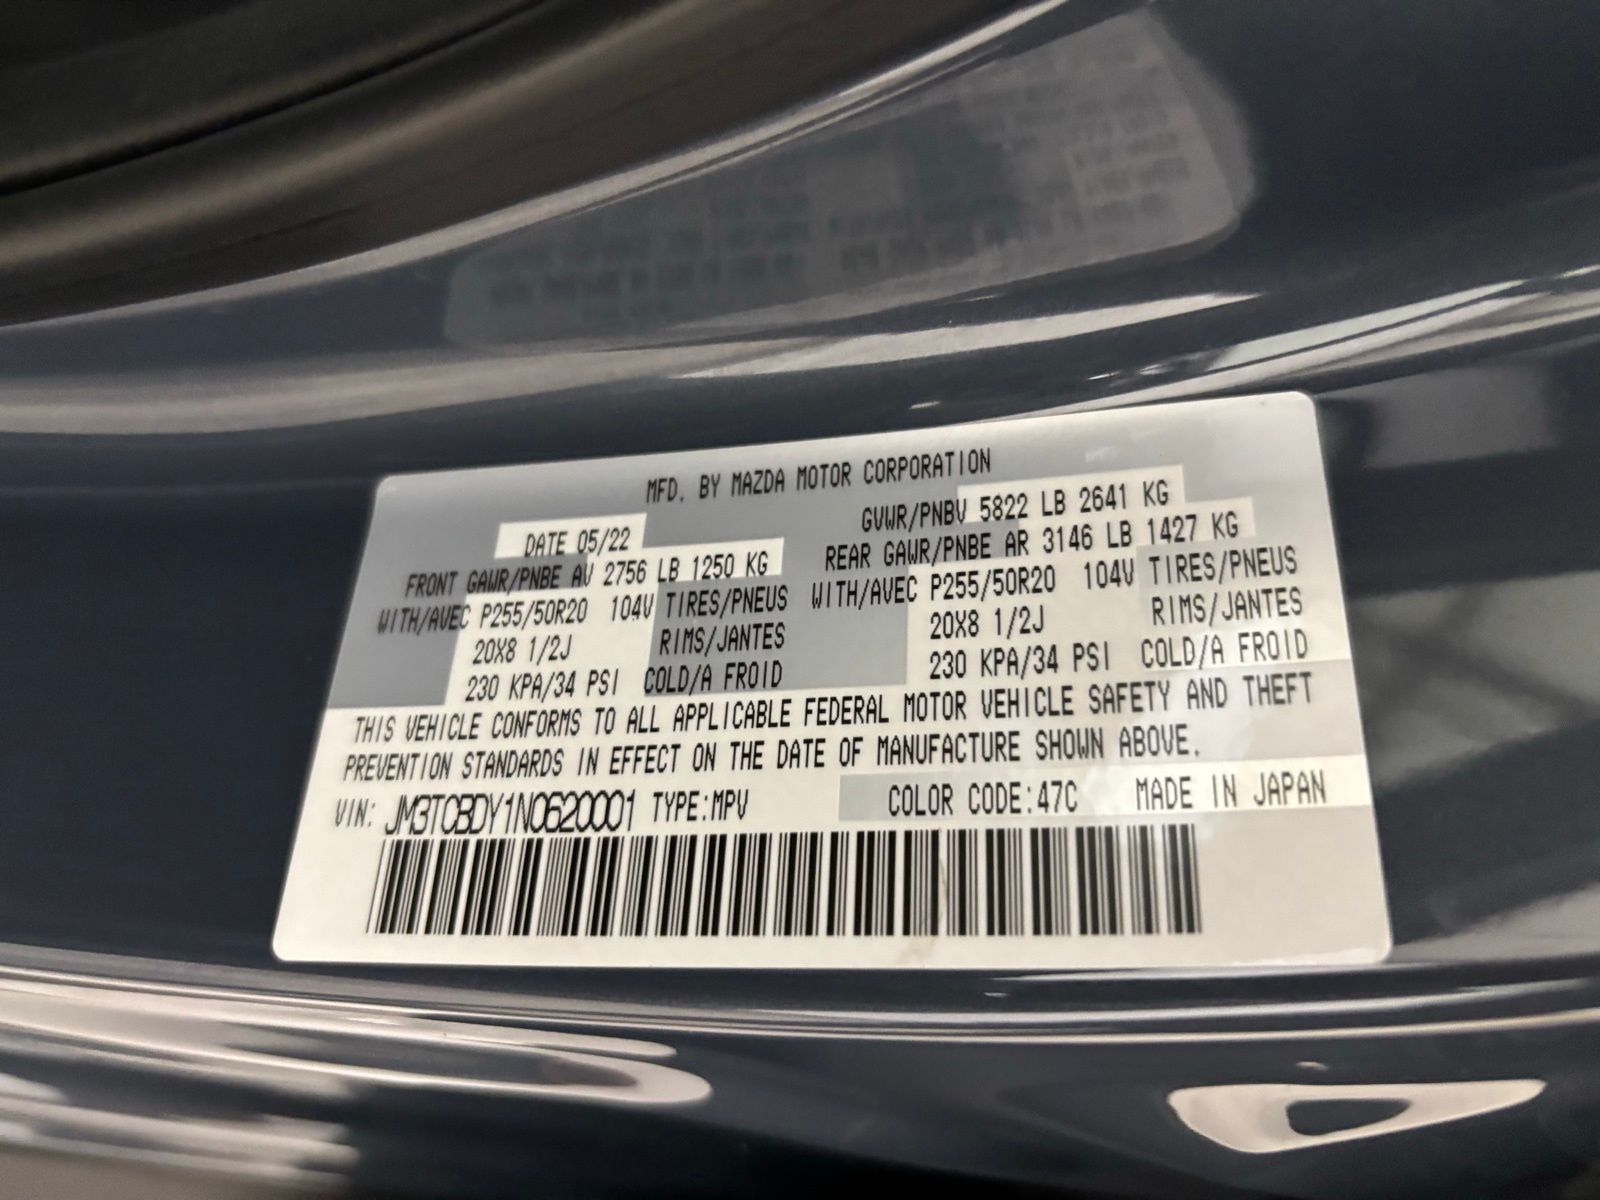 MFD. BY MAZDA MOTOR CORPORATION
DATE 05/22 GVWR/PNBV 5822 LB 2641 KG
FRONT GAWR/PNBE AV 2756 LB 1250 KG REAR GAWR/PNBE AR 3146 LB 1427 KG
WITH/AVEC P255/50R20 104V TIRES/PNEUS WITH/AVEC P255/50R20 104V TIRES/PNEUS
20X8 1/2J RIMS/JANTES 20X8 1/2J RIMS/JANTES
230 KPA/34 PSI COLD/A FROID 230 KPA/34 PSI COLD/A FROID
THIS VEHICLE CONFORMS TO ALL APPLICABLE FEDERAL MOTOR VEHICLE SAFETY AND THEFT
PREVENTION STANDARDS IN EFFECT ON THE DATE OF MANUFACTURE SHOWN ABOVE.
VIN: JM3TCBDY1N0620001 TYPE:MPV COLOR CODE:47C MADE IN JAPAN